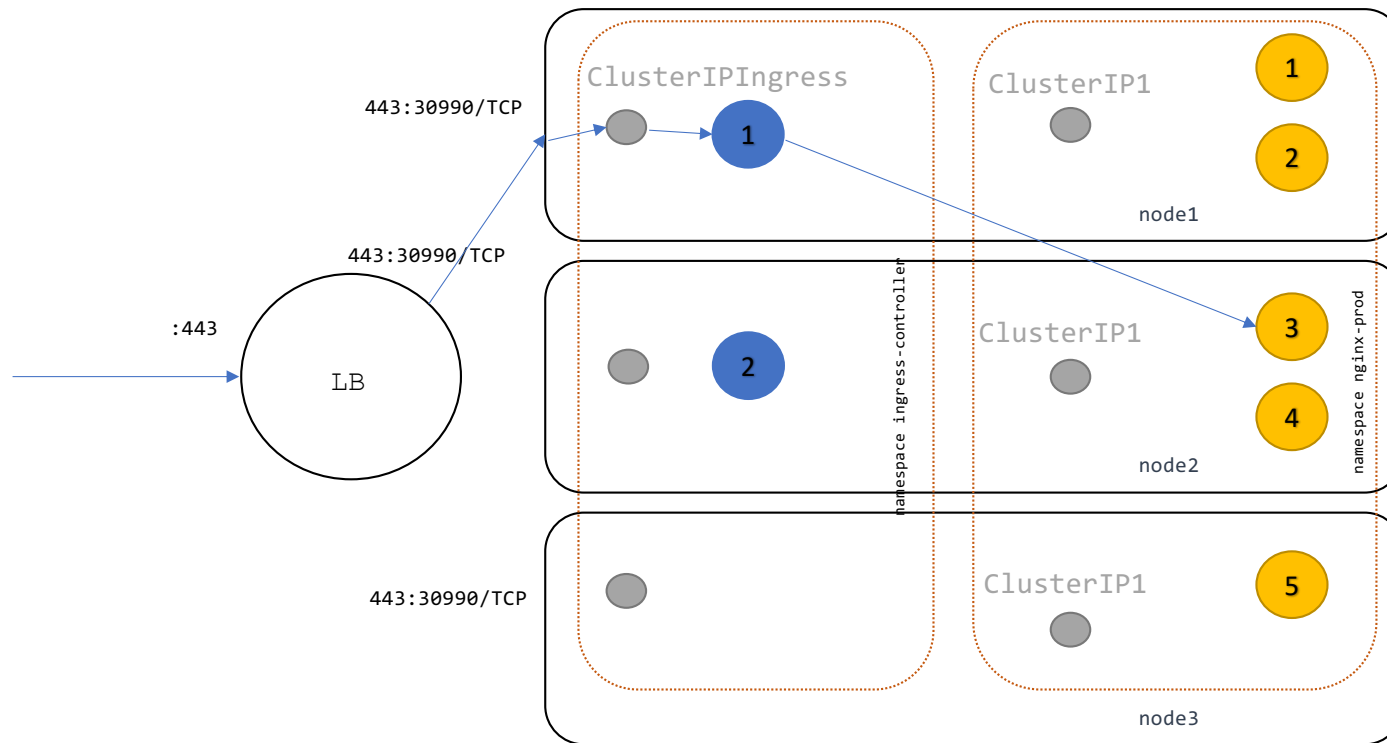 :443
LB
443:30990/TCP
443:30990/TCP
443:30990/TCP
ClusterIPIngress
1
ClusterIP1
1
2
node1
2
namespace ingress-controller
ClusterIP1
3
4
namespace nginx-prod
node2
ClusterIP1
5
node3